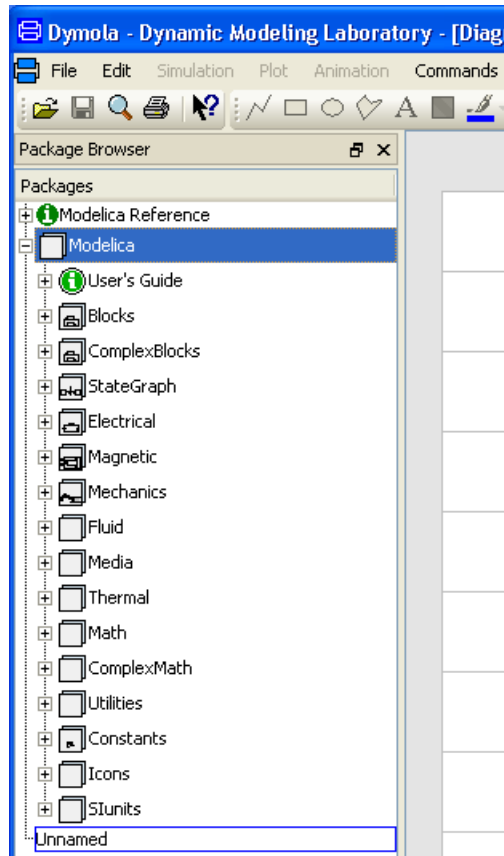 Dymola - Dynamic Modeling Laboratory - [Diag
File Edit Simulation Plot Animation Commands
Package Browser
Packages
Modelica Reference
Modelica
User's Guide
Blocks
ComplexBlocks
StateGraph
Electrical
Magnetic
Mechanics
Fluid
Media
Thermal
Math
ComplexMath
Utilities
Constants
Icons
SIunits
Unnamed